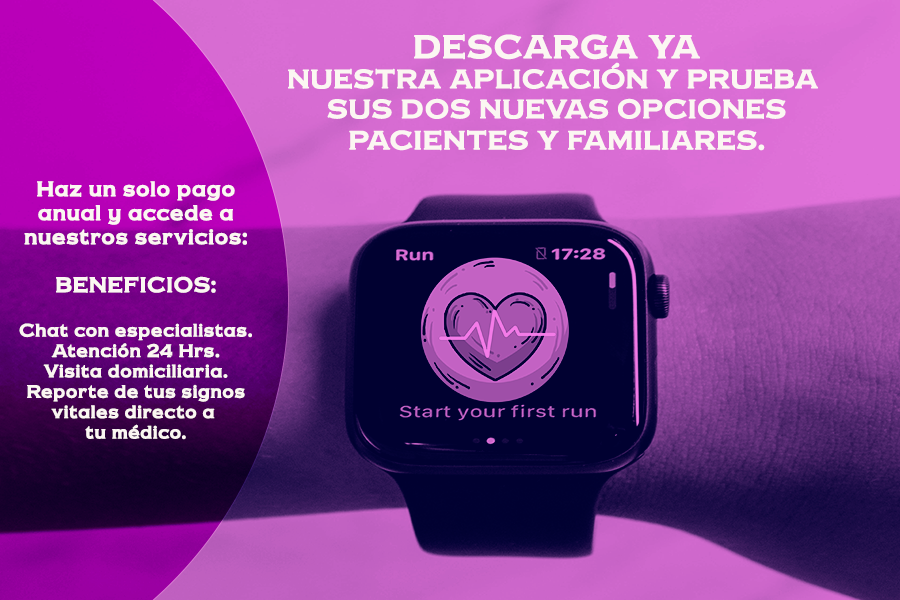 DESCARGA YA
NUESTRA APLICACIÓN Y PRUEBA
SUS DOS NUEVAS OPCIONES
PACIENTES Y FAMILIARES.
Haz un solo pago
anual y accede a
nuestros servicios:
BENEFICIOS:
Chat con especialistas.
Atención 24 Hrs.
Visita domiciliaria.
Reporte de tus signos
vitales directo a
tu médico.
Run 17:28
Start your first run